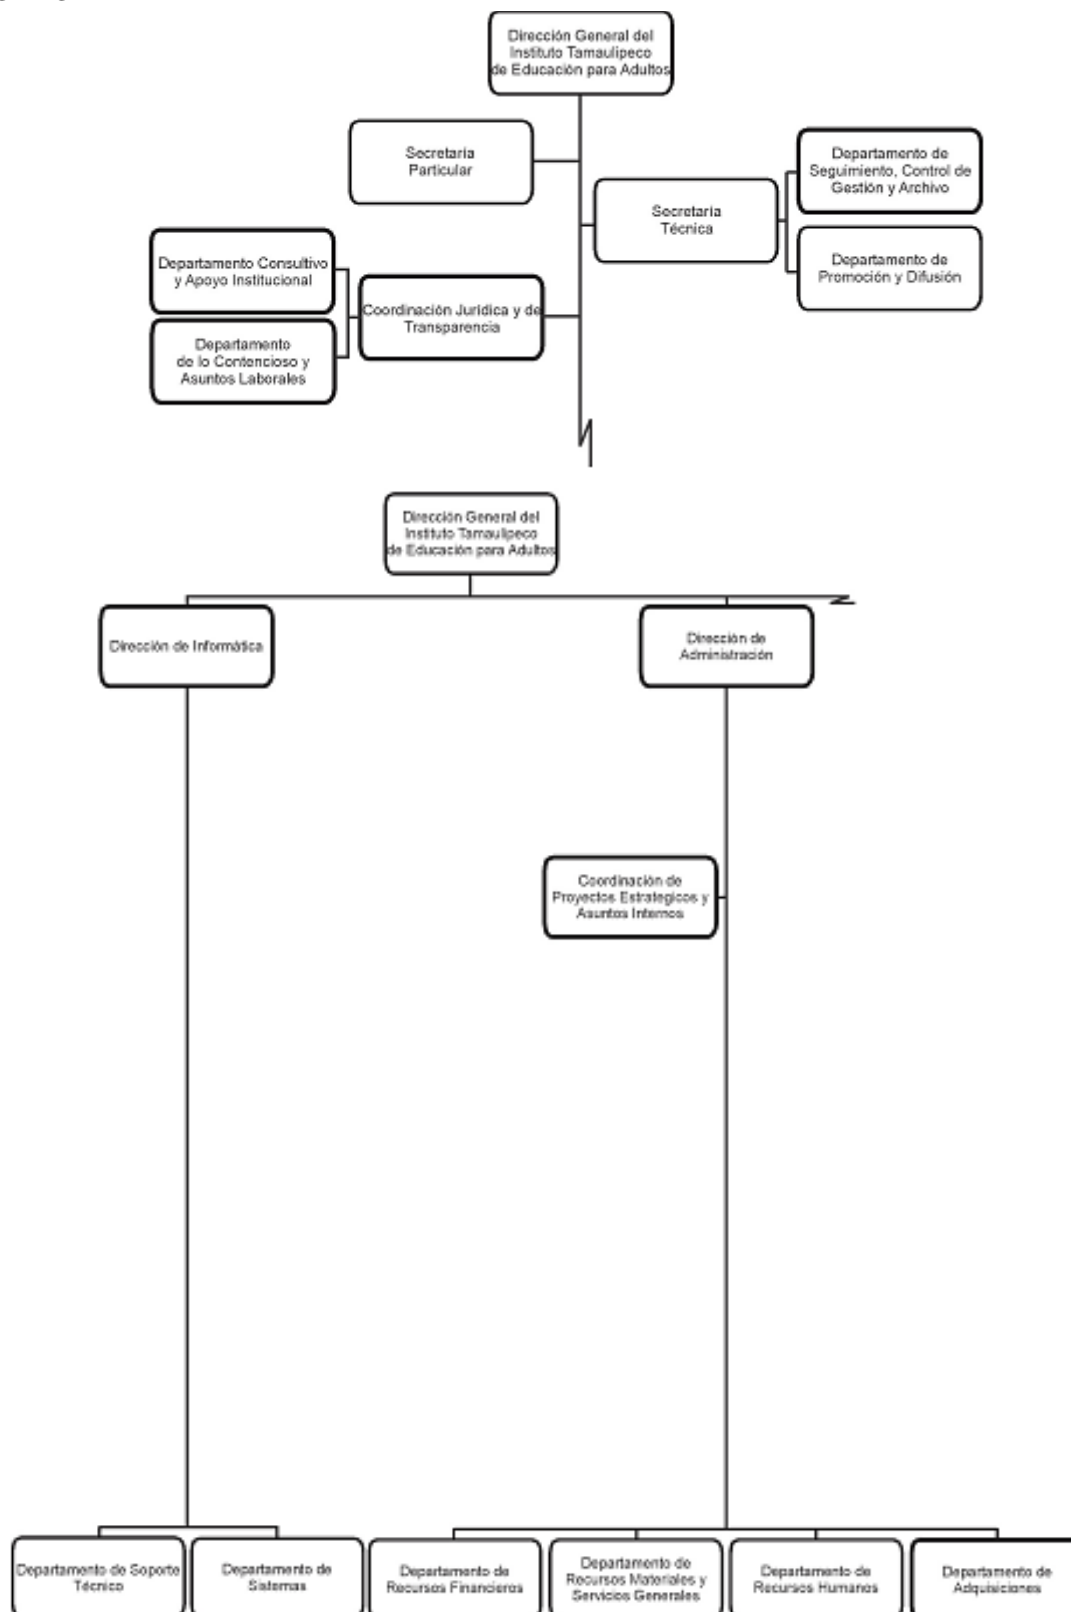 Dirección General del
Instituto Tamaulipeco
de Educación para Adultos
Secretaría
Particular
Departamento de
Seguimiento, Control de
Gestión y Archivo
Secretaría
Técnica
Departamento de
Promoción y Difusión
Departamento Consultivo
y Apoyo Institucional
Coordinación Jurídica y de
Transparencia
Departamento
de lo Contencioso y
Asuntos Laborales
Dirección General del
Instituto Tamaulipeco
de Educación para Adultos
Dirección de Informática
Dirección de
Administración
Coordinación de
Proyectos Estrategicos y
Asuntos Internos
Departamento de Soporte
Técnico
Departamento de
Sistemas
Departamento de
Recursos Financieros
Departamento de
Recursos Materiales y
Servicios Generales
Departamento de
Recursos Humanos
Departamento de
Adquisiciones